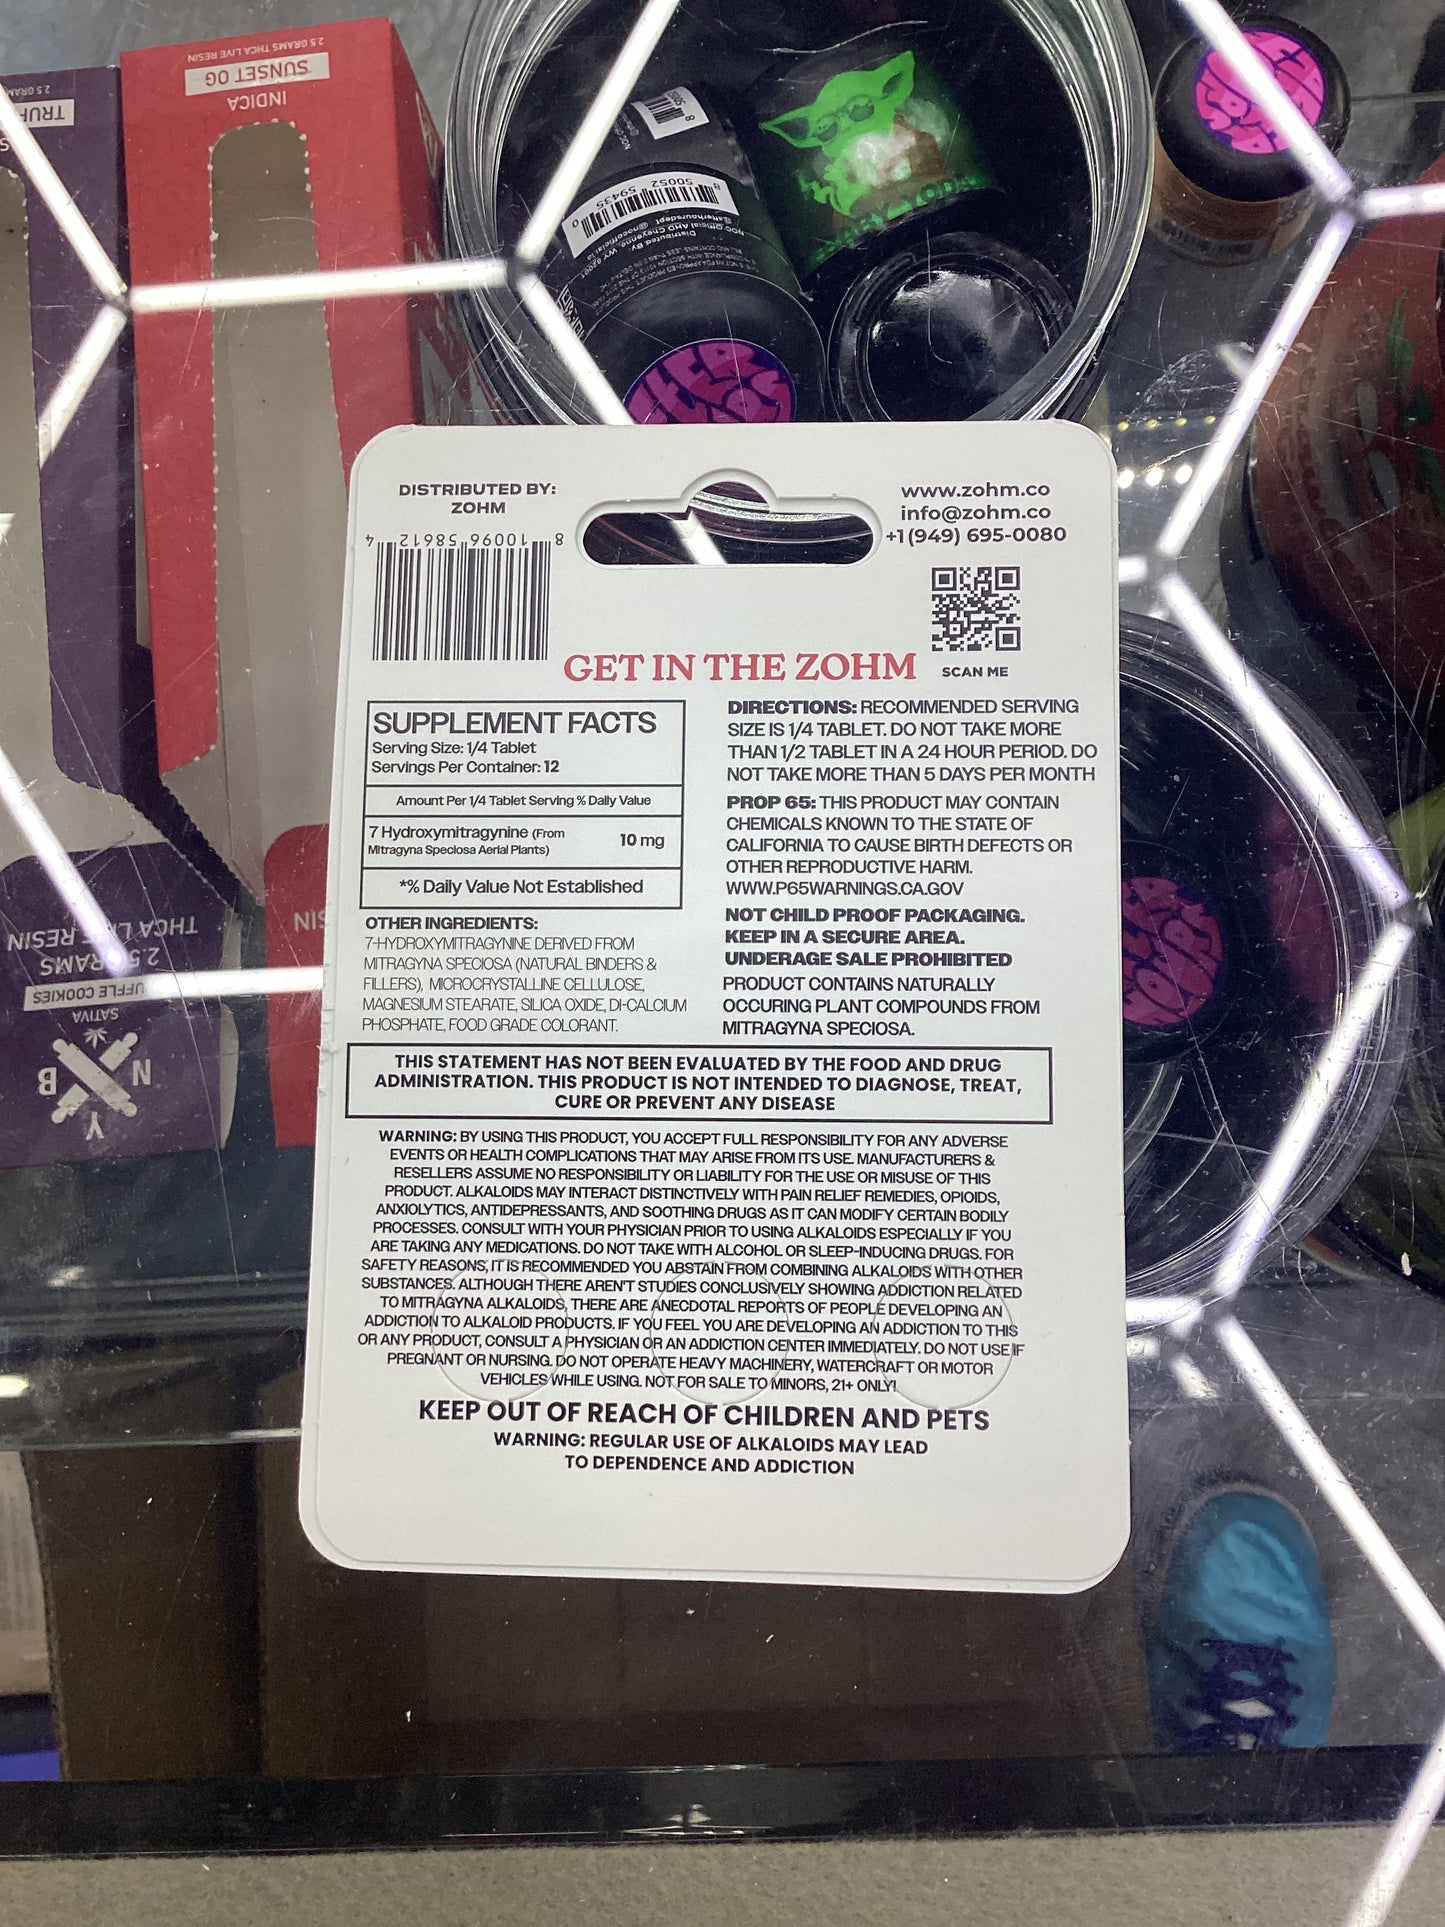 2.5 GRAMS THCA LIVE RESIN
SUNSET OG
INDICA
THCA LIVE RESIN
2.5 GRAMS
SATIVA
N Y B
Distributed By:
8 50052 59435 0
DISTRIBUTED BY:
ZOHM
8 10096 58612 4
www.zohm.co
info@zohm.co
+1 (949) 695-0080
SCAN ME
GET IN THE ZOHM
SUPPLEMENT FACTS
Serving Size: 1/4 Tablet
Servings Per Container: 12
Amount Per 1/4 Tablet Serving % Daily Value
7 Hydroxymitragynine (From
Mitragyna Speciosa Aerial Plants)
10 mg
*% Daily Value Not Established
OTHER INGREDIENTS:
7-HYDROXYMITRAGYNINE DERIVED FROM
MITRAGYNA SPECIOSA (NATURAL BINDERS &
FILLERS), MICROCRYSTALLINE CELLULOSE,
MAGNESIUM STEARATE, SILICA OXIDE, DI-CALCIUM
PHOSPHATE, FOOD GRADE COLORANT.
DIRECTIONS: RECOMMENDED SERVING
SIZE IS 1/4 TABLET. DO NOT TAKE MORE
THAN 1/2 TABLET IN A 24 HOUR PERIOD. DO
NOT TAKE MORE THAN 5 DAYS PER MONTH
PROP 65: THIS PRODUCT MAY CONTAIN
CHEMICALS KNOWN TO THE STATE OF
CALIFORNIA TO CAUSE BIRTH DEFECTS OR
OTHER REPRODUCTIVE HARM.
WWW.P65WARNINGS.CA.GOV
NOT CHILD PROOF PACKAGING.
KEEP IN A SECURE AREA.
UNDERAGE SALE PROHIBITED
PRODUCT CONTAINS NATURALLY
OCCURING PLANT COMPOUNDS FROM
MITRAGYNA SPECIOSA.
THIS STATEMENT HAS NOT BEEN EVALUATED BY THE FOOD AND DRUG
ADMINISTRATION. THIS PRODUCT IS NOT INTENDED TO DIAGNOSE, TREAT,
CURE OR PREVENT ANY DISEASE
WARNING: BY USING THIS PRODUCT, YOU ACCEPT FULL RESPONSIBILITY FOR ANY ADVERSE
EVENTS OR HEALTH COMPLICATIONS THAT MAY ARISE FROM ITS USE. MANUFACTURERS &
RESELLERS ASSUME NO RESPONSIBILITY OR LIABILITY FOR THE USE OR MISUSE OF THIS
PRODUCT. ALKALOIDS MAY INTERACT DISTINCTIVELY WITH PAIN RELIEF REMEDIES, OPIOIDS,
ANXIOLYTICS, ANTIDEPRESSANTS, AND SOOTHING DRUGS AS IT CAN MODIFY CERTAIN BODILY
PROCESSES. CONSULT WITH YOUR PHYSICIAN PRIOR TO USING ALKALOIDS ESPECIALLY IF YOU
ARE TAKING ANY MEDICATIONS. DO NOT TAKE WITH ALCOHOL OR SLEEP-INDUCING DRUGS. FOR
SAFETY REASONS, IT IS RECOMMENDED YOU ABSTAIN FROM COMBINING ALKALOIDS WITH OTHER
SUBSTANCES. ALTHOUGH THERE AREN'T STUDIES CONCLUSIVELY SHOWING ADDICTION RELATED
TO MITRAGYNA ALKALOIDS, THERE ARE ANECDOTAL REPORTS OF PEOPLE DEVELOPING AN
ADDICTION TO ALKALOID PRODUCTS. IF YOU FEEL YOU ARE DEVELOPING AN ADDICTION TO THIS
OR ANY PRODUCT, CONSULT A PHYSICIAN OR AN ADDICTION CENTER IMMEDIATELY. DO NOT USE IF
PREGNANT OR NURSING. DO NOT OPERATE HEAVY MACHINERY, WATERCRAFT OR MOTOR
VEHICLES WHILE USING. NOT FOR SALE TO MINORS, 21+ ONLY!
KEEP OUT OF REACH OF CHILDREN AND PETS
WARNING: REGULAR USE OF ALKALOIDS MAY LEAD
TO DEPENDENCE AND ADDICTION